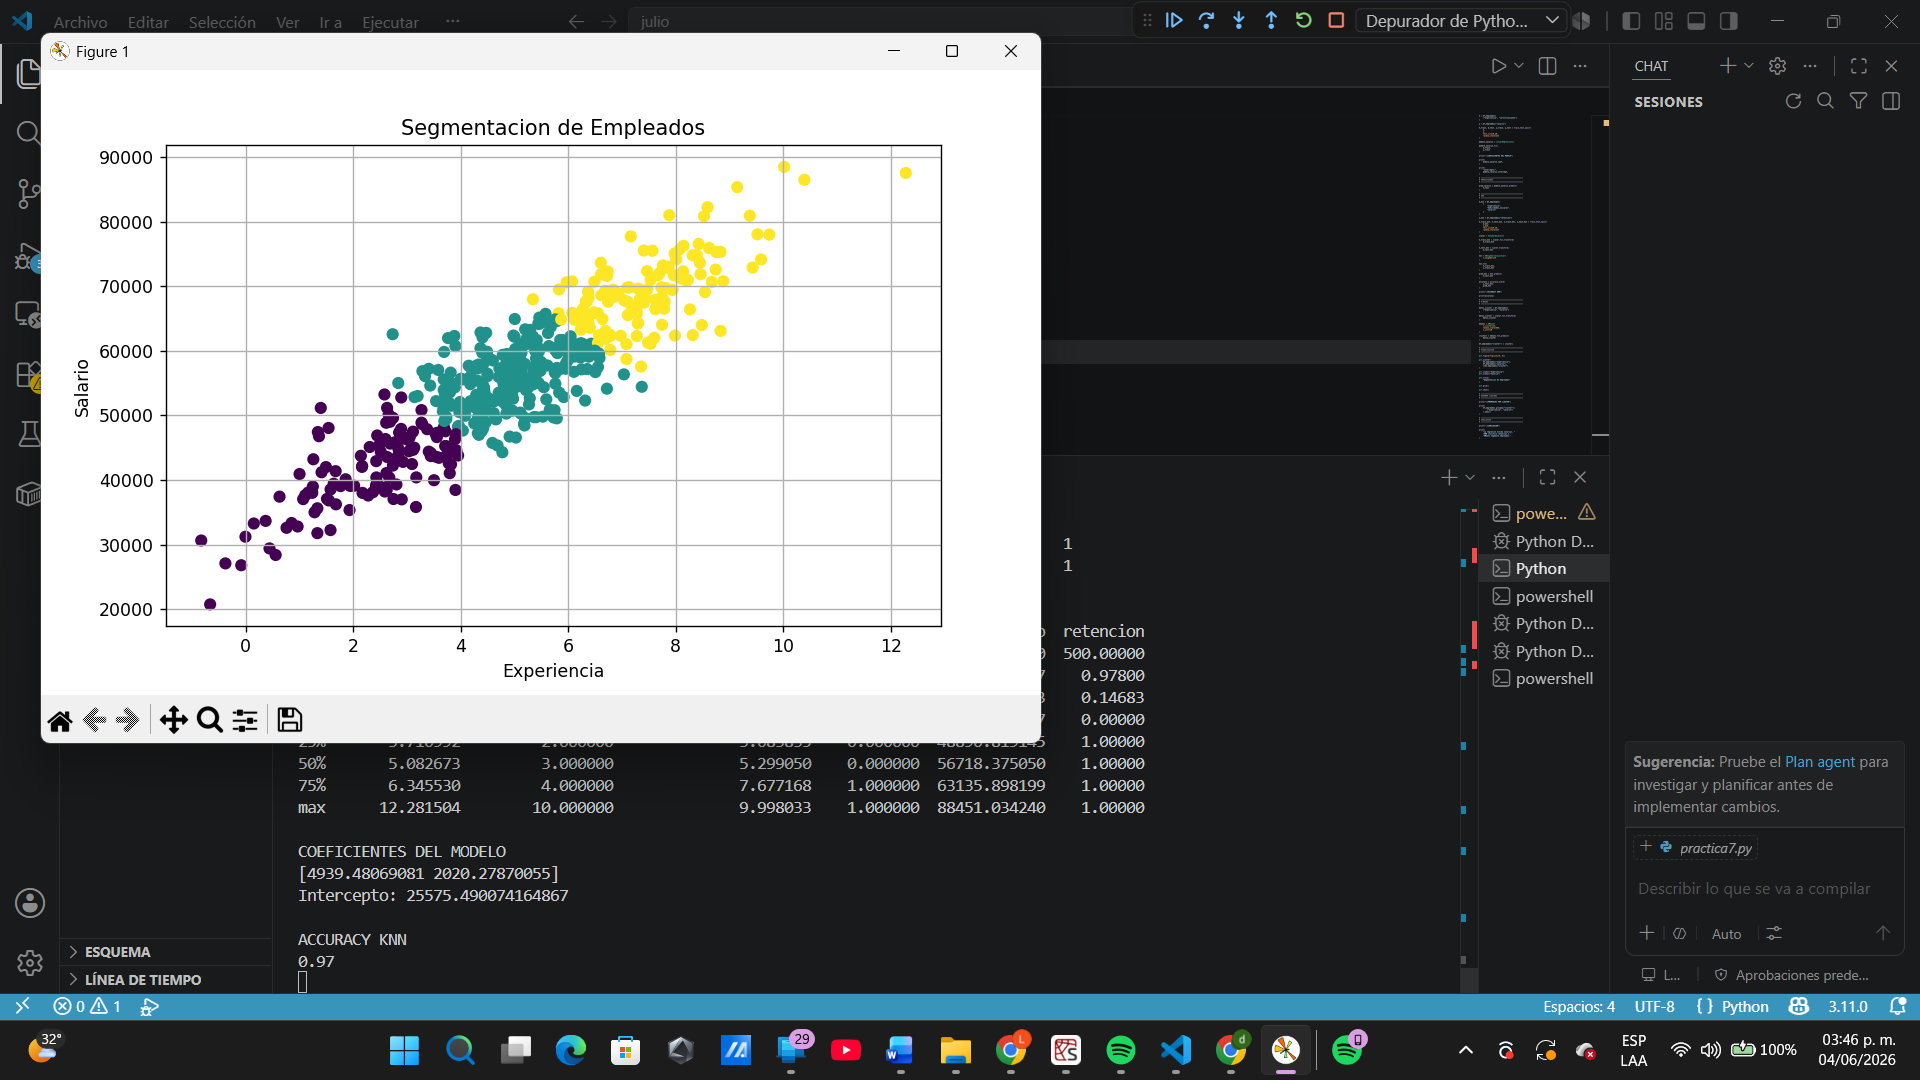 Archivo Editar Selección Ver Ir a Ejecutar ···
julio
Depurador de Pytho...
Figure 1
Segmentacion de Empleados
90000
80000
70000
60000
50000
40000
30000
20000
Salario
0 2 4 6 8 10 12
Experiencia
CHAT
SESIONES
1
1
retencion
500.00000
0.97800
0.14683
0.00000
1.00000
50% 5.082673 3.000000 5.299050 0.000000 56718.375050 1.00000
75% 6.345530 4.000000 7.677168 1.000000 63135.898199 1.00000
max 12.281504 10.000000 9.998033 1.000000 88451.034240 1.00000
COEFICIENTES DEL MODELO
[4939.48069081 2020.27870055]
Intercepto: 25575.490074164867
ACCURACY KNN
0.97
powe...
Python D...
Python
powershell
Python D...
Python D...
powershell
Sugerencia: Pruebe el Plan agent para
investigar y planificar antes de
implementar cambios.
practica7.py
Describir lo que se va a compilar
Auto
L... Aprobaciones prede...
ESQUEMA
LÍNEA DE TIEMPO
0 1
Espacios: 4 UTF-8 { } Python 3.11.0
32°
29
ESP
LAA
100%
03:46 p. m.
04/06/2026